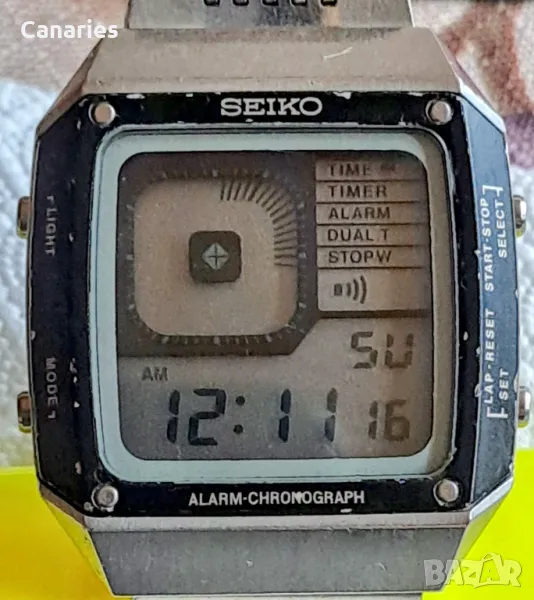 Canaries
SEIKO
TIME
TIMER
ALARM
DUAL T
STOPW
LIGHT
MODE
START-STOP
SELECT
LAP-RESET
SET
SU
AM
12:11 16
ALARM-CHRONOGRAPH
BAZAR